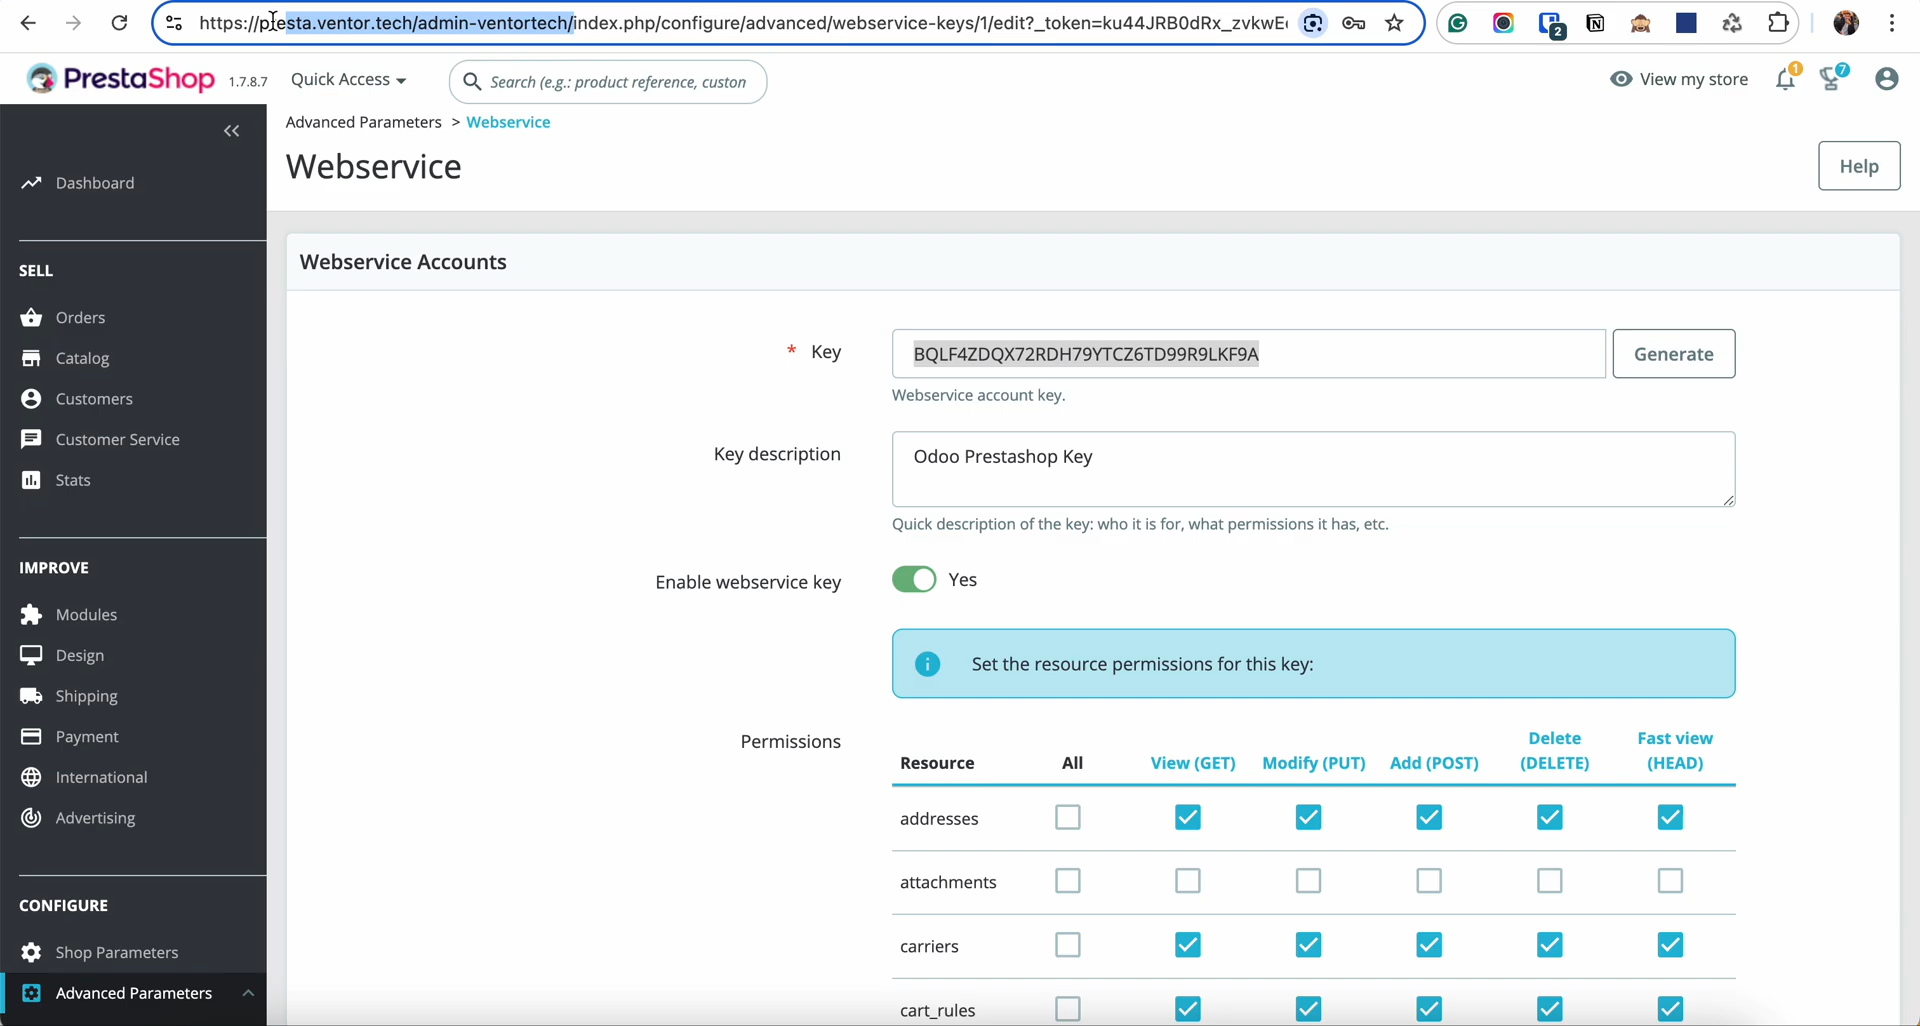 https://presta.ventor.tech/admin-ventortech/index.php/configure/advanced/webservice-keys/1/edit?_token=ku44JRB0dRx_zvkwE
2
PrestaShop 1.7.8.7
Quick Access
Search (e.g.: product reference, custon
View my store
1
7
Advanced Parameters > Webservice
Webservice
Help
Dashboard
SELL
Orders
Catalog
Customers
Customer Service
Stats
IMPROVE
Modules
Design
Shipping
Payment
International
Advertising
CONFIGURE
Shop Parameters
Advanced Parameters
Webservice Accounts
* Key
BQLF4ZDQX72RDH79YTCZ6TD99R9LKF9A
Generate
Webservice account key.
Key description
Odoo Prestashop Key
Quick description of the key: who it is for, what permissions it has, etc.
Enable webservice key
Yes
Set the resource permissions for this key:
Permissions
Resource All View (GET) Modify (PUT) Add (POST) Delete (DELETE) Fast view (HEAD)
addresses
attachments
carriers
cart_rules